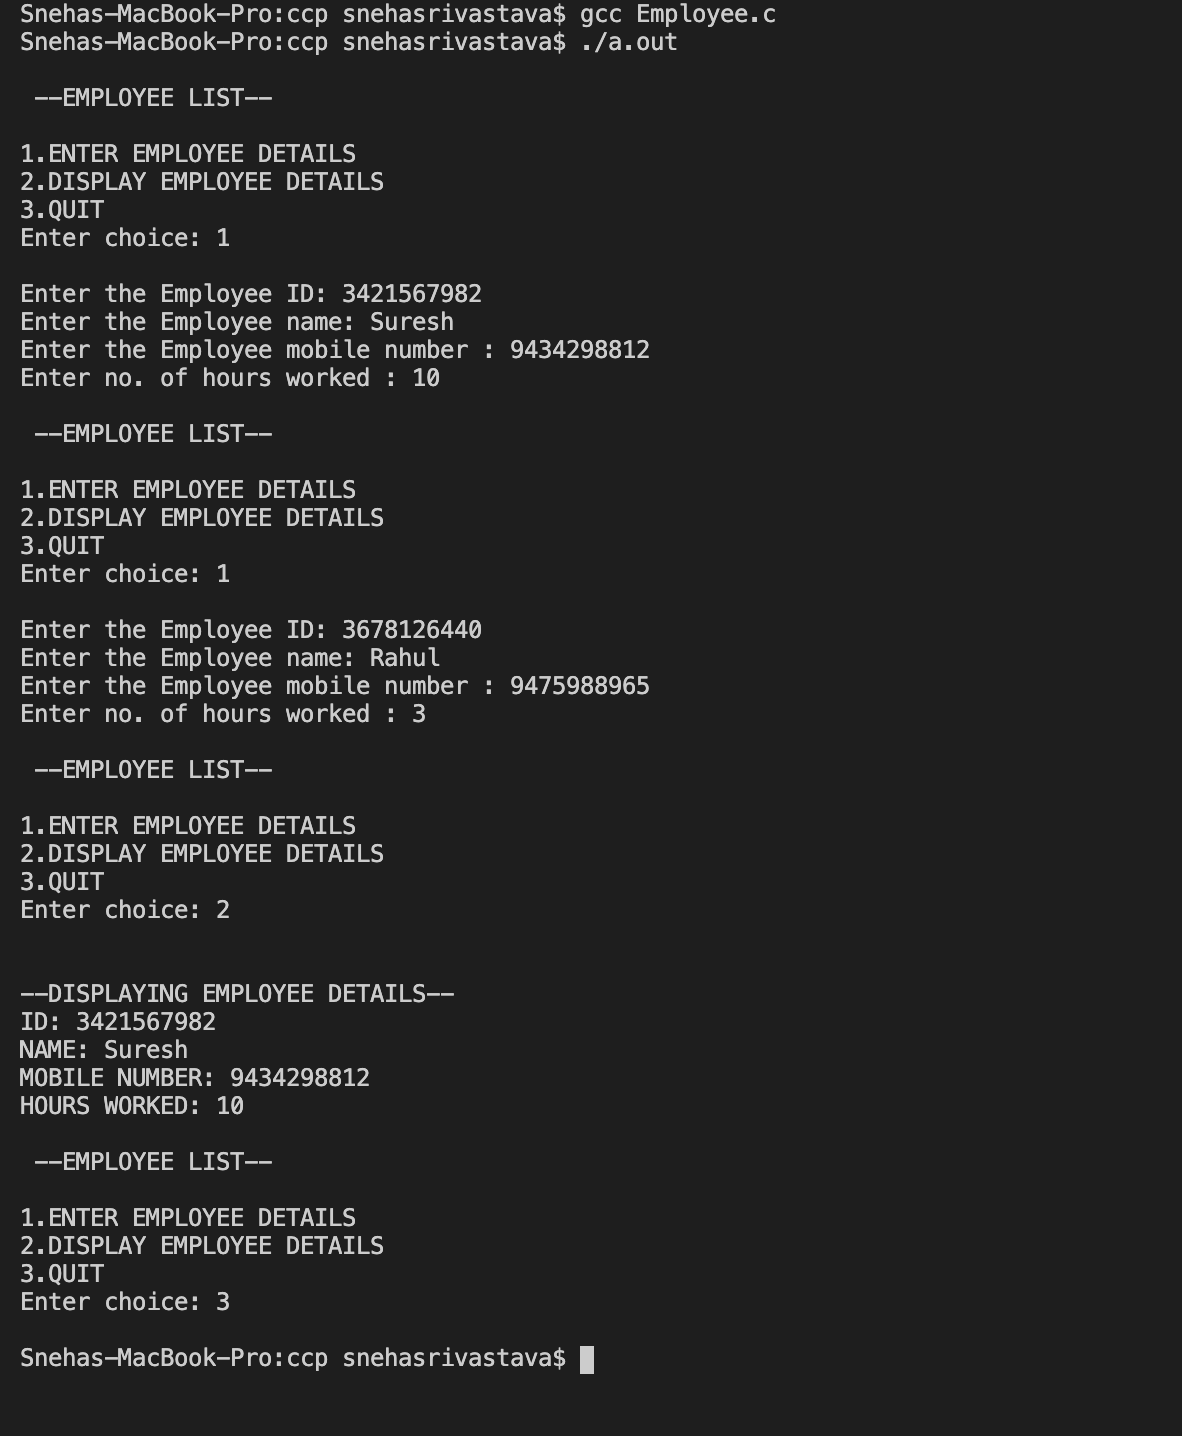 Snehas-MacBook-Pro:ccp snehasrivastava$ gcc Employee.c
Snehas-MacBook-Pro:ccp snehasrivastava$ ./a.out
--EMPLOYEE LIST--
1.ENTER EMPLOYEE DETAILS
2.DISPLAY EMPLOYEE DETAILS
3.QUIT
Enter choice: 1
Enter the Employee ID: 3421567982
Enter the Employee name: Suresh
Enter the Employee mobile number : 9434298812
Enter no. of hours worked : 10
--EMPLOYEE LIST--
1.ENTER EMPLOYEE DETAILS
2.DISPLAY EMPLOYEE DETAILS
3.QUIT
Enter choice: 1
Enter the Employee ID: 3678126440
Enter the Employee name: Rahul
Enter the Employee mobile number : 9475988965
Enter no. of hours worked : 3
--EMPLOYEE LIST--
1.ENTER EMPLOYEE DETAILS
2.DISPLAY EMPLOYEE DETAILS
3.QUIT
Enter choice: 2
--DISPLAYING EMPLOYEE DETAILS--
ID: 3421567982
NAME: Suresh
MOBILE NUMBER: 9434298812
HOURS WORKED: 10
--EMPLOYEE LIST--
1.ENTER EMPLOYEE DETAILS
2.DISPLAY EMPLOYEE DETAILS
3.QUIT
Enter choice: 3
Snehas-MacBook-Pro:ccp snehasrivastava$